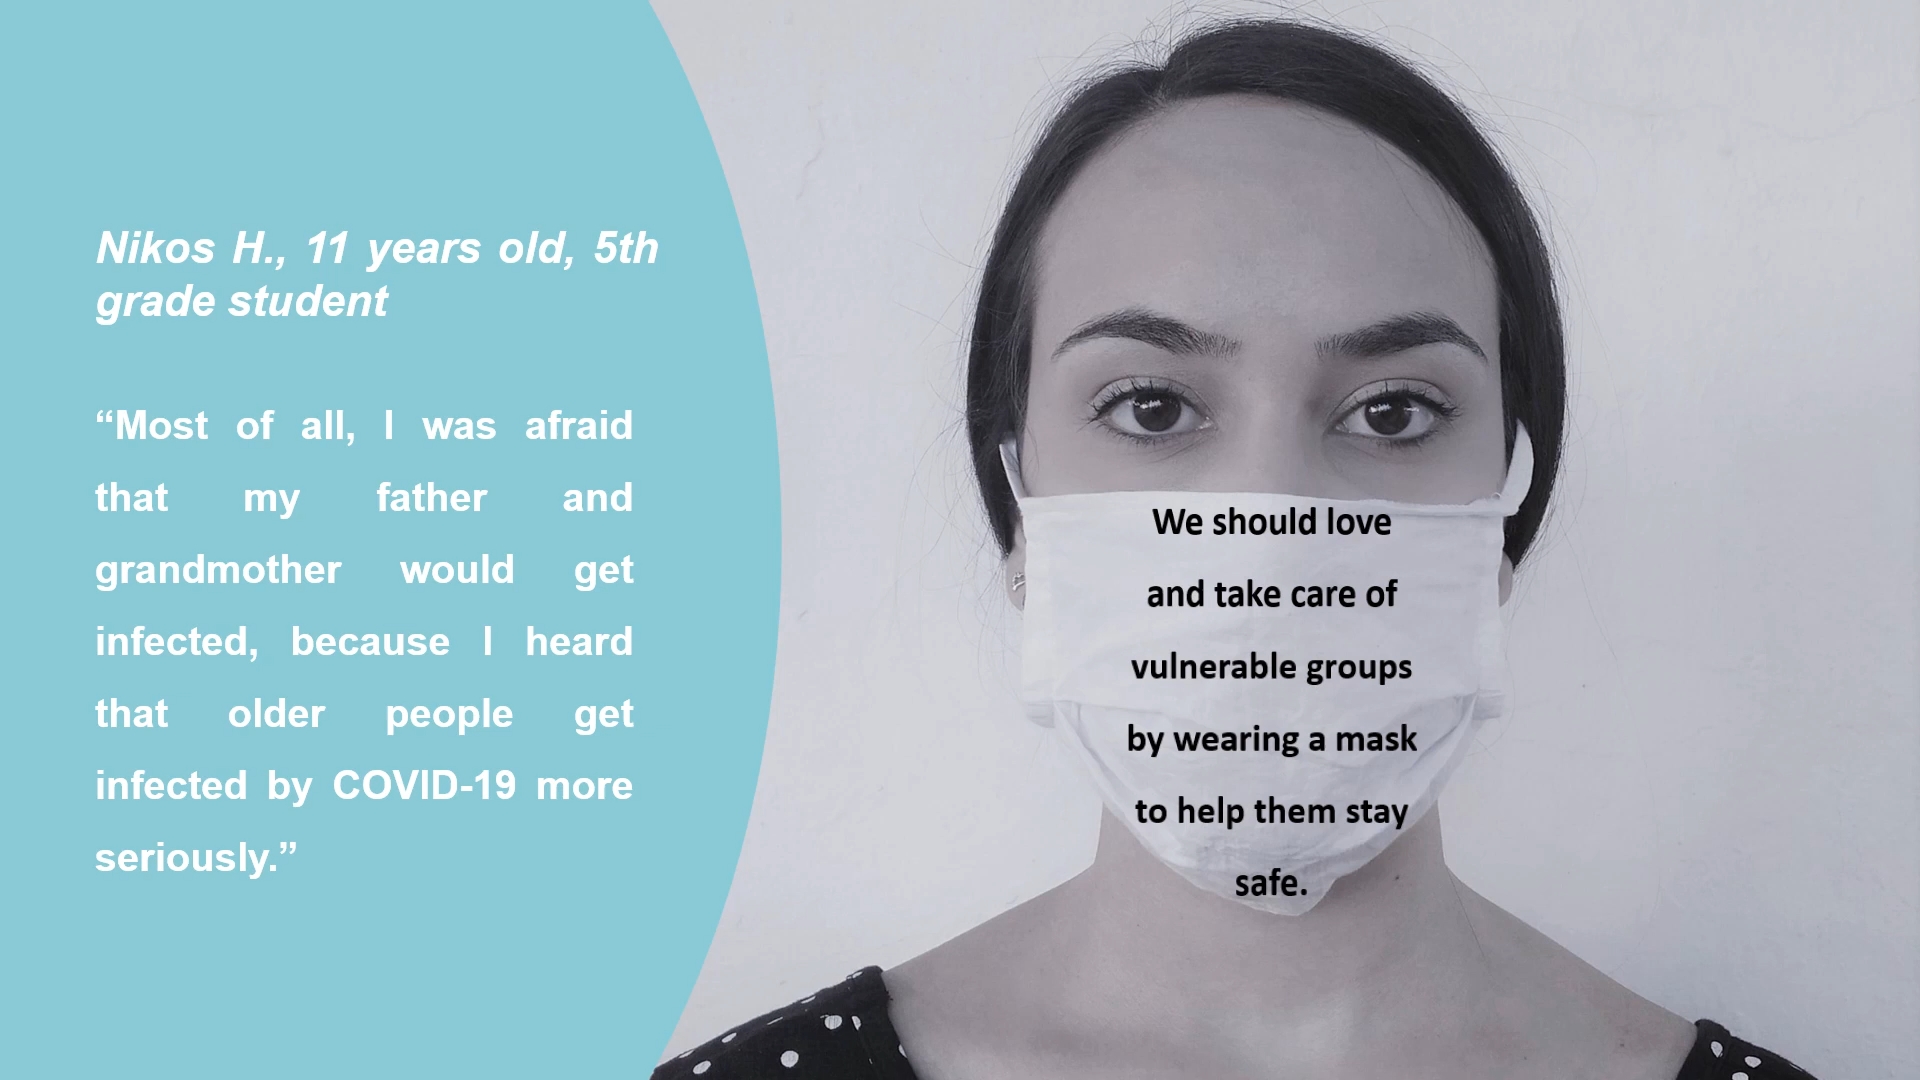 Nikos H., 11 years old, 5th
grade student
“Most of all, I was afraid
that my father and
grandmother would get
infected, because I heard
that older people get
infected by COVID-19 more
seriously.”
We should love
and take care of
vulnerable groups
by wearing a mask
to help them stay
safe.